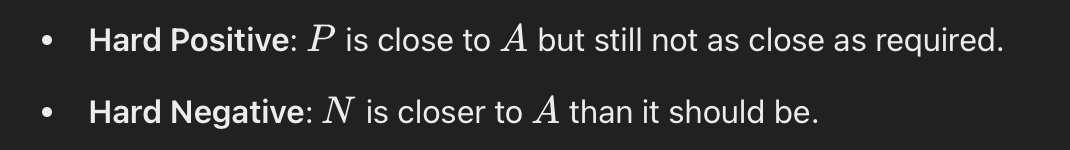 • Hard Positive: P is close to A but still not as close as required.
• Hard Negative: N is closer to A than it should be.